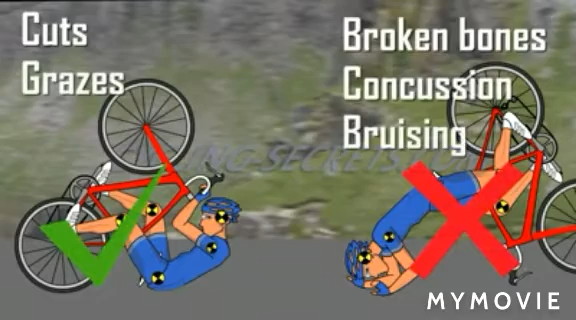 Cuts
Grazes
Broken bones
Concussion
Bruising
MYMOVIE